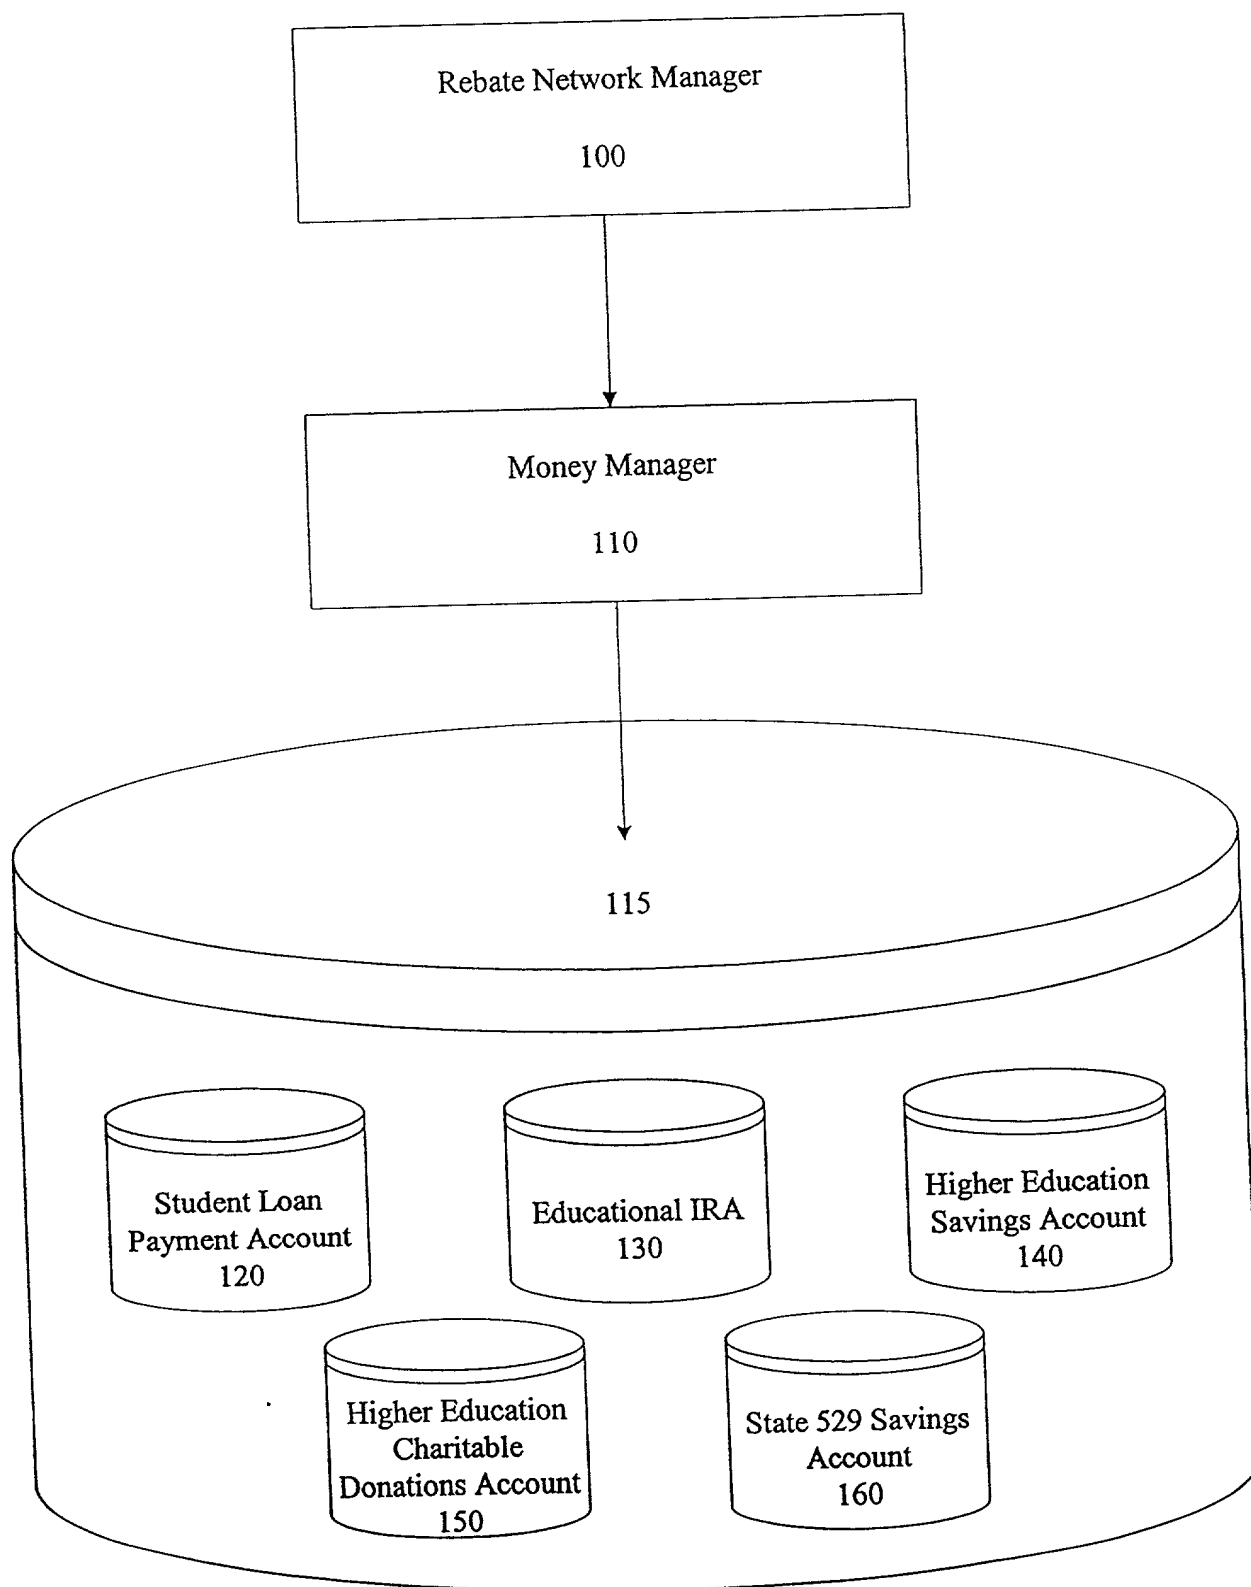 Rebate Network Manager
100
Money Manager
110
115
Student Loan
Payment Account
120
Educational IRA
130
Higher Education
Savings Account
140
Higher Education
Charitable
Donations Account
150
State 529 Savings
Account
160